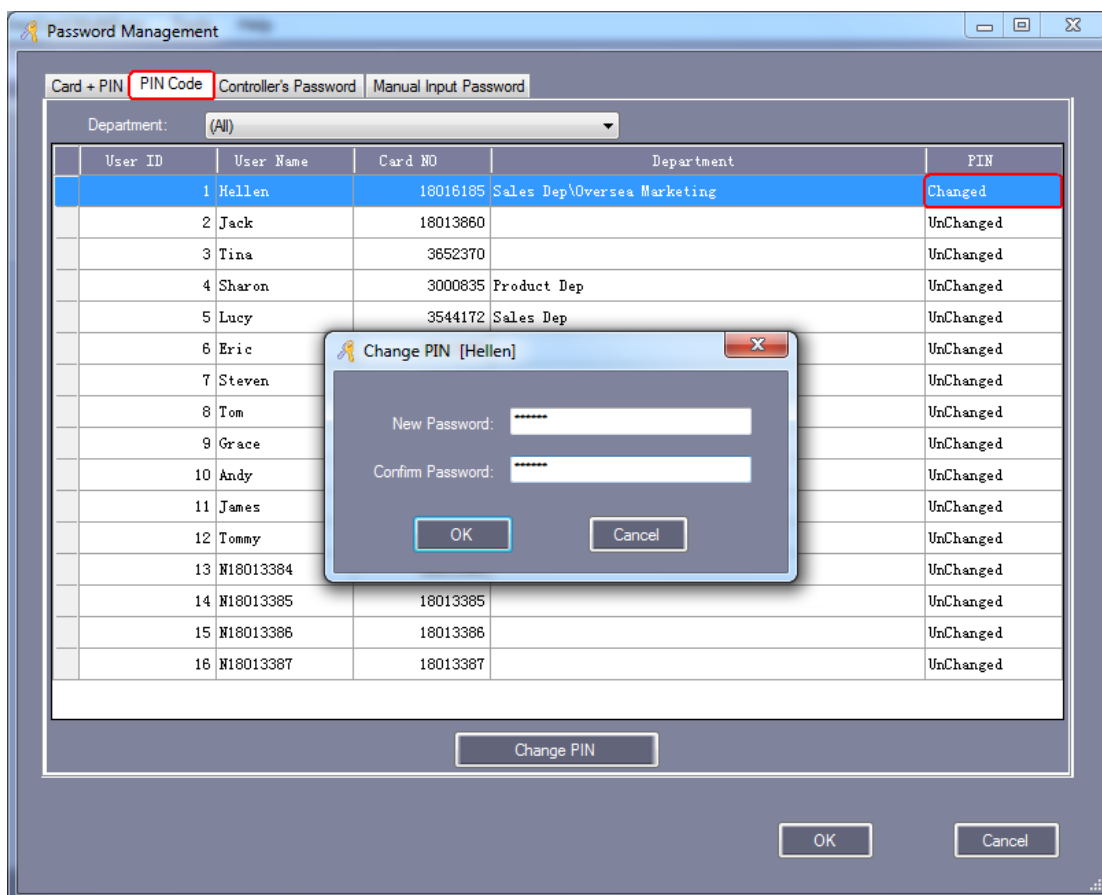 Password Management
Card + PIN PIN Code Controller's Password Manual Input Password
Department: (All)
User ID User Name Card NO Department PIN
1 Hellen 18016185 Sales Dep\Oversea Marketing Changed
2 Jack 18013860 UnChanged
3 Tina 3652370 UnChanged
4 Sharon 3000835 Product Dep UnChanged
5 Lucy 3544172 Sales Dep UnChanged
6 Eric UnChanged
7 Steven UnChanged
8 Tom UnChanged
9 Grace UnChanged
10 Andy UnChanged
11 James UnChanged
12 Tommy UnChanged
13 N18013384 UnChanged
14 N18013385 18013385 UnChanged
15 N18013386 18013386 UnChanged
16 N18013387 18013387 UnChanged
Change PIN [Hellen]
New Password: ******
Confirm Password: ******
OK Cancel
Change PIN
OK Cancel